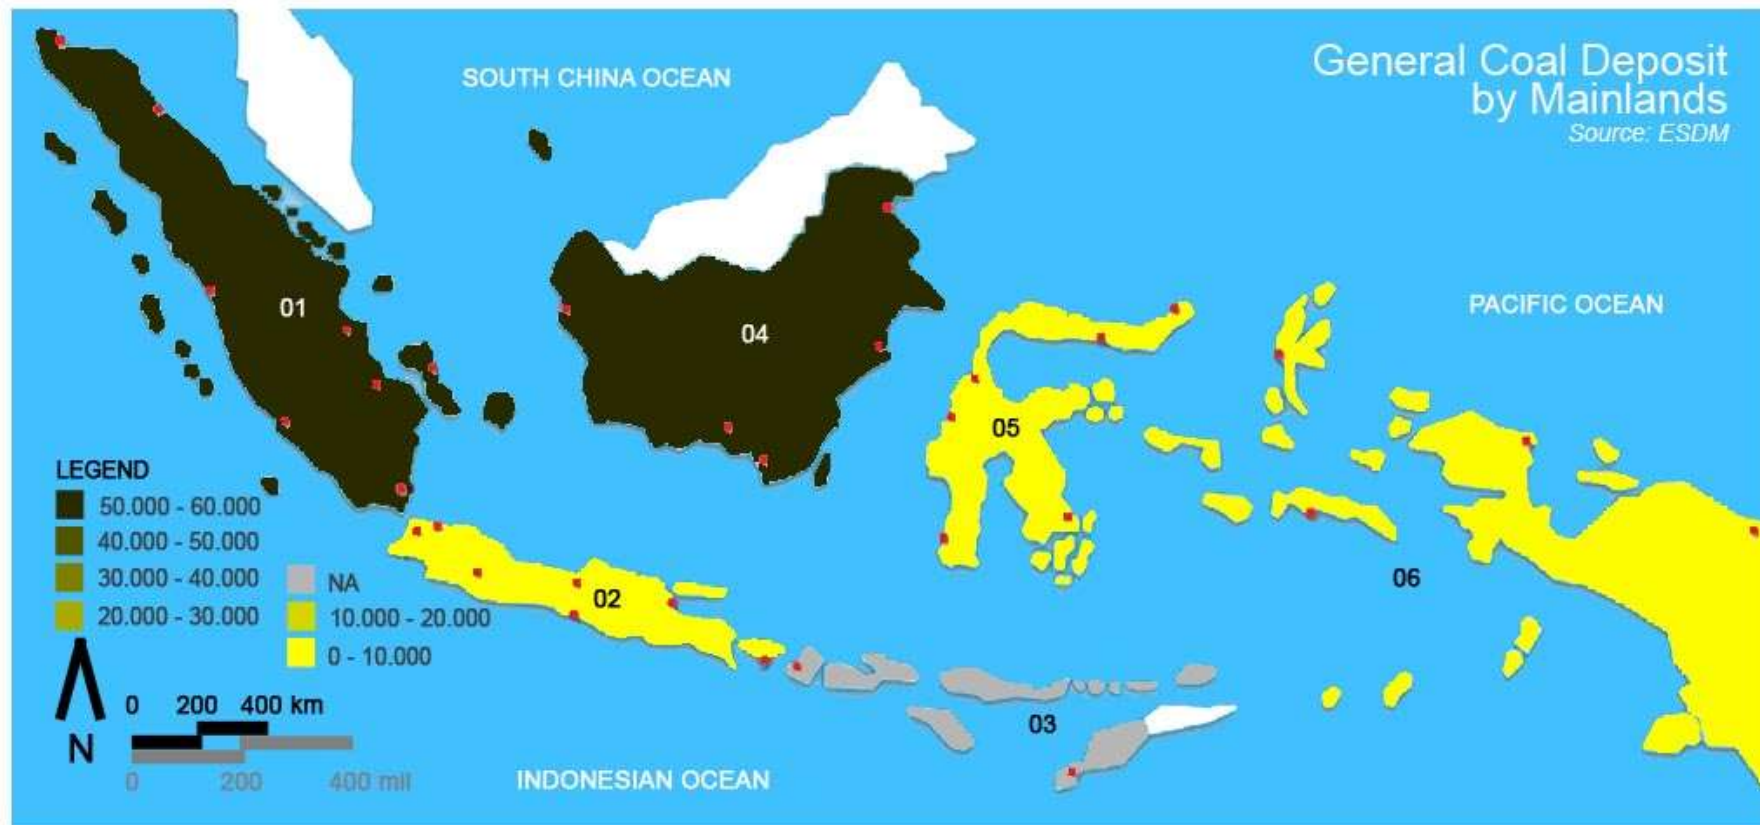 General Coal Deposit
by Mainlands
Source: ESDM
SOUTH CHINA OCEAN
PACIFIC OCEAN
01
04
05
02
06
03
LEGEND
50.000 - 60.000
40.000 - 50.000
30.000 - 40.000
20.000 - 30.000
NA
10.000 - 20.000
0 - 10.000
0 200 400 km
N
0 200 400 mil
INDONESIAN OCEAN